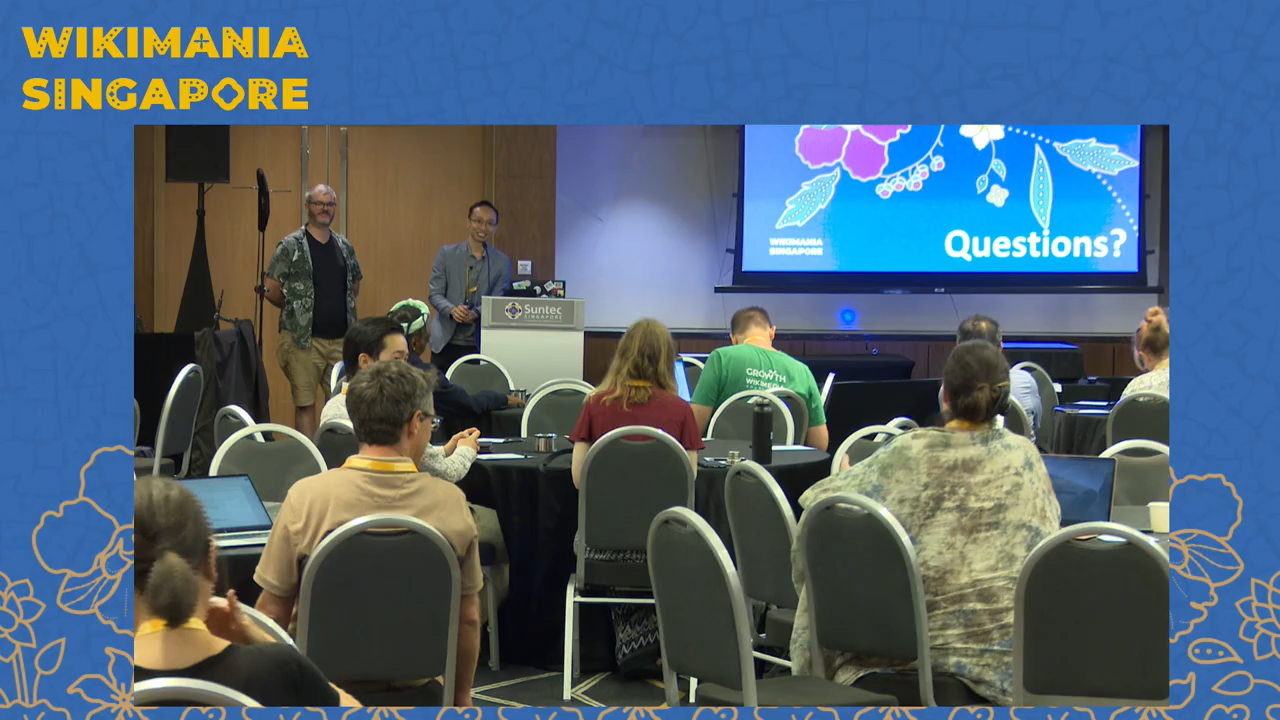 WIKIMANIA
SINGAPORE
WIKIMANIA
SINGAPORE
Questions?
Suntec
SINGAPORE
GROWTH
WIKIMEDIA